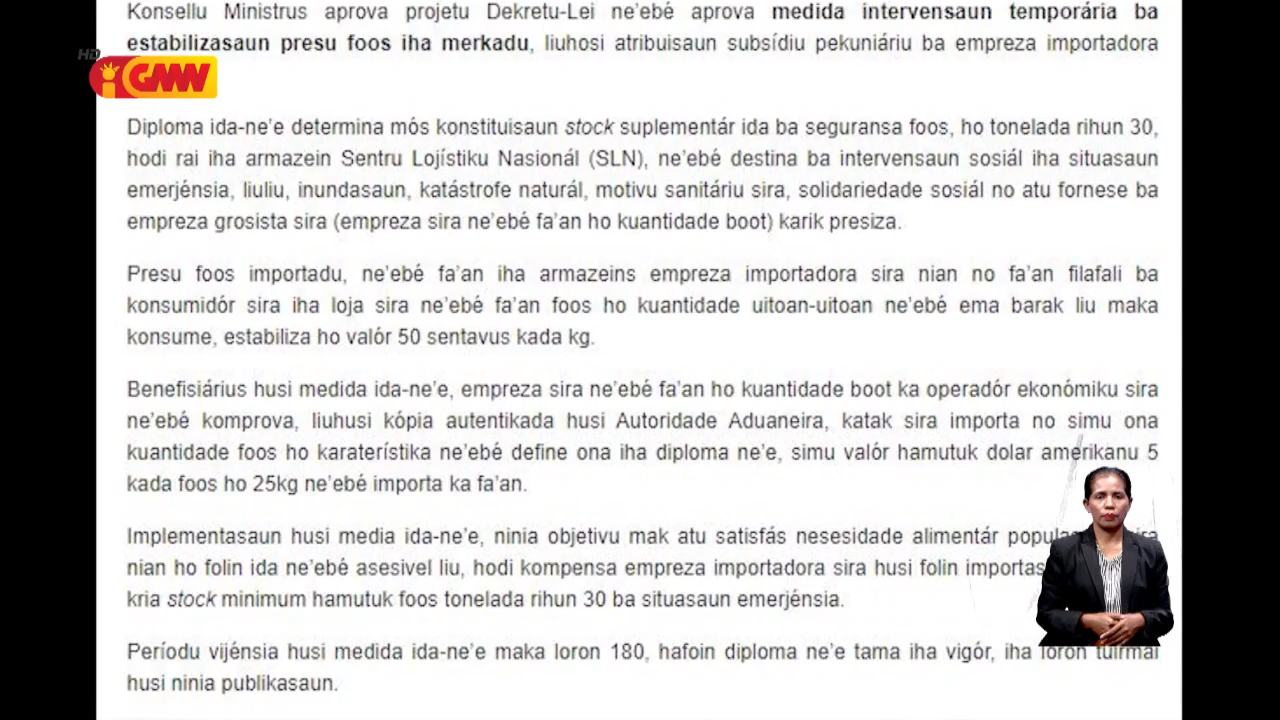 Konsellu Ministrus aprova projetu Dekretu-Lei ne'ebé aprova medida intervensaun temporária ba
estabilizasaun presu foos iha merkadu, liuhosi atribuisaun subsídiu pekuniáriu ba empreza importadora
HD
GMN
Diploma ida-ne'e determina mós konstituisaun stock suplementár ida ba seguransa foos, ho tonelada rihun 30,
hodi rai iha armazein Sentru Lojístiku Nasionál (SLN), ne'ebé destina ba intervensaun sosiál iha situasaun
emerjénsia, liuliu, inundasaun, katástrofe naturál, motivu sanitáriu sira, solidariedade sosiál no atu fornese ba
empreza grosista sira (empreza sira ne'ebé fa'an ho kuantidade boot) karik presiza.
Presu foos importadu, ne'ebé fa'an iha armazeins empreza importadora sira nian no fa'an filafali ba
konsumidór sira iha loja sira ne'ebé fa'an foos ho kuantidade uitoan-uitoan ne'ebé ema barak liu maka
konsume, estabiliza ho valór 50 sentavus kada kg.
Benefisiárius husi medida ida-ne'e, empreza sira ne'ebé fa'an ho kuantidade boot ka operadór ekonómiku sira
ne'ebé komprova, liuhusi kópia autentikada husi Autoridade Aduaneira, katak sira importa no simu ona
kuantidade foos ho karaterístika ne'ebé define ona iha diploma ne'e, simu valór hamutuk dolar amerikanu 5
kada foos ho 25kg ne'ebé importa ka fa'an.
Implementasaun husi media ida-ne'e, ninia objetivu mak atu satisfás nesesidade alimentár
nian ho folin ida ne'ebé asesivel liu, hodi kompensa empreza importadora sira husi folin
kria stock minimum hamutuk foos tonelada rihun 30 ba situasaun emerjénsia.
Períodu vijénsia husi medida ida-ne'e maka loron 180, hafoin diploma ne'e tama iha vigór, iha loron tuirmai
husi ninia publikasaun.